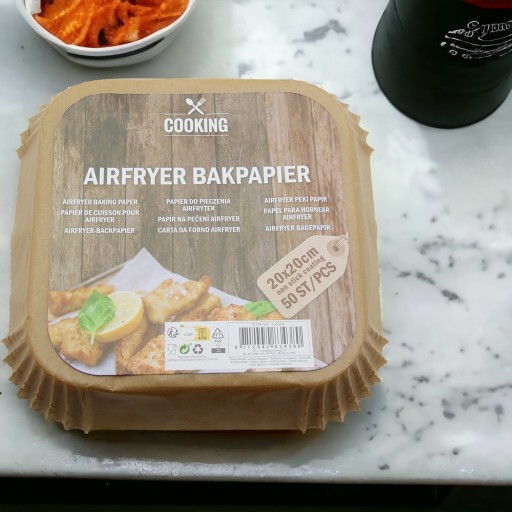 COOKING
AIRFRYER BAKPAPIER
AIRFRYER BAKING PAPER
PAPIER DE CUISSON POUR
AIRFRYER
AIRFRYER-BACKPAPIER
PAPIER DO PIECZENIA
AIRFRYTER
PAPIR NA PEČENÍ AIRFRYER
CARTA DA FORNO AIRFRYER
AIRFRYER PEKI PAPIR
PAPEL PARA HORNEAR
AIRFRYER
AIRFRYER BAGEPAPIR
20x20cm
non stick coating
50 ST/PCS